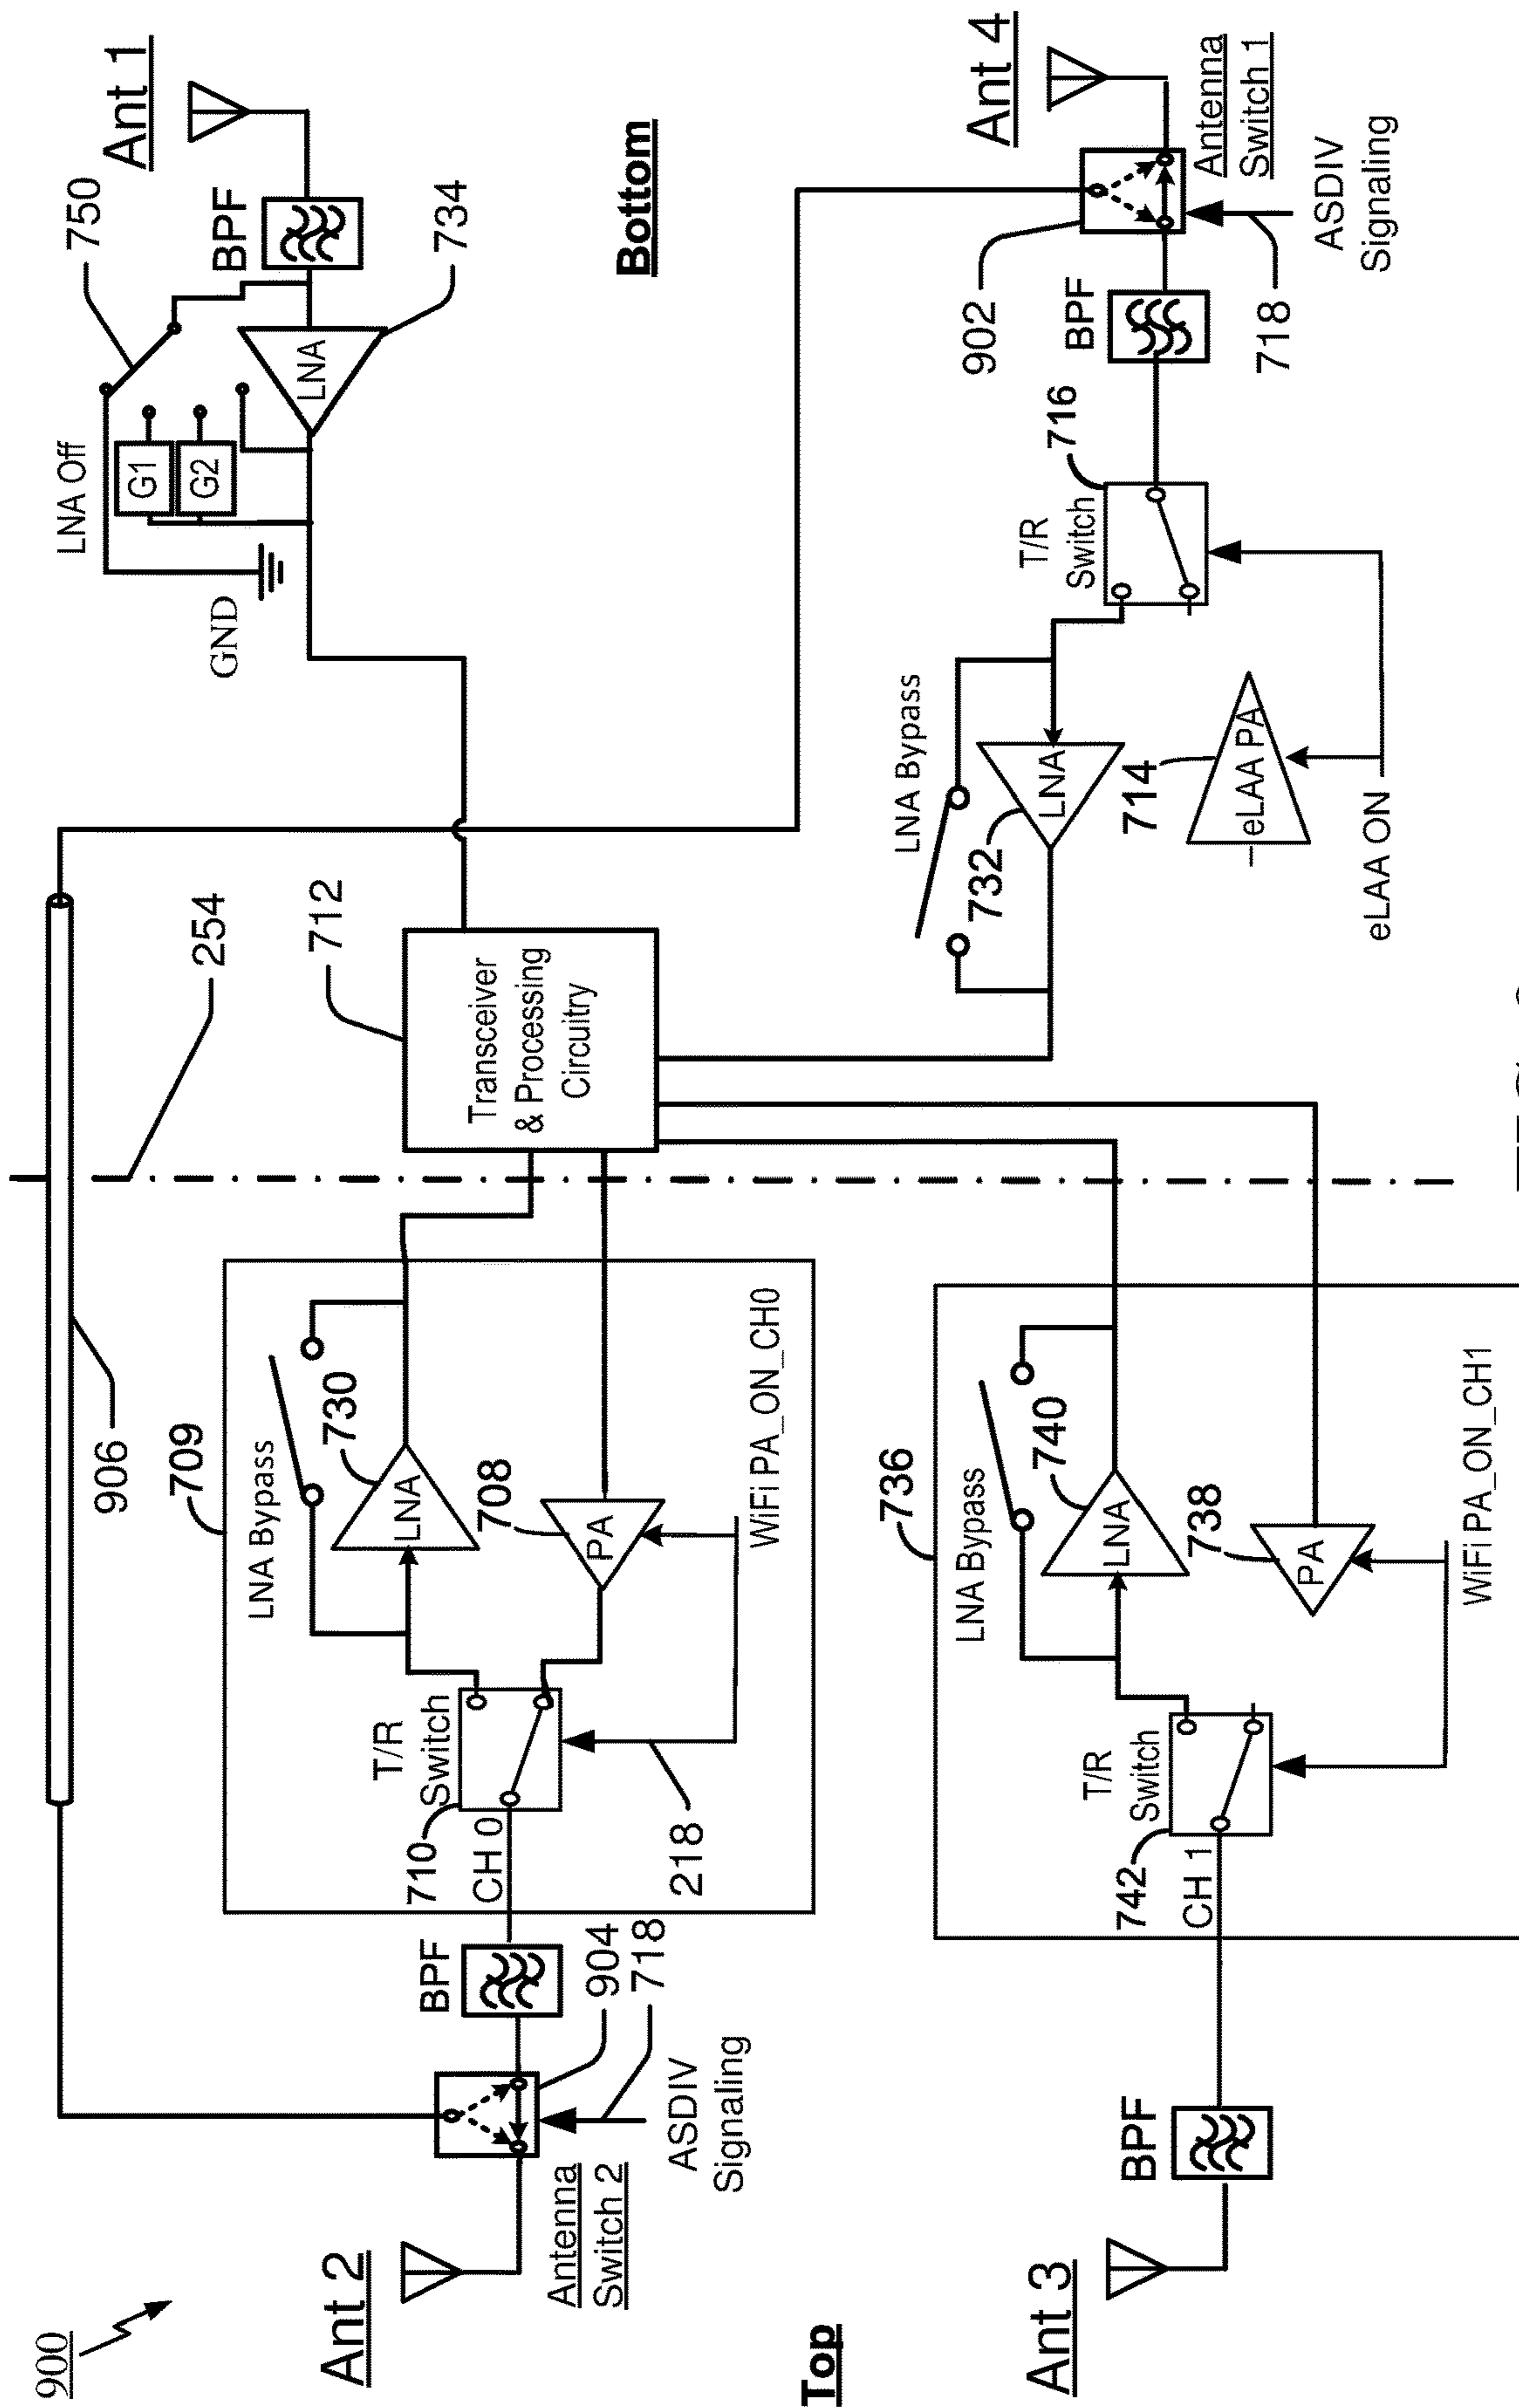 900
906
254
712
Transceiver
& Processing
Circuitry
LNA Off
G1
G2
GND
750
LNA
734
BPF
Ant 1
Bottom
709
LNA Bypass
730
LNA
708
PA
WiFi PA_ON_CH0
T/R
Switch
710
CH 0
218
BPF
904
718
ASDIV
Signaling
Antenna
Switch 2
Ant 2
Top
LNA Bypass
732
LNA
714
eLAA PA
eLAA ON
T/R
Switch
716
BPF
902
718
ASDIV
Signaling
Antenna
Switch 1
Ant 4
736
LNA Bypass
740
LNA
738
PA
WiFi PA_ON_CH1
T/R
Switch
742
CH 1
BPF
Ant 3